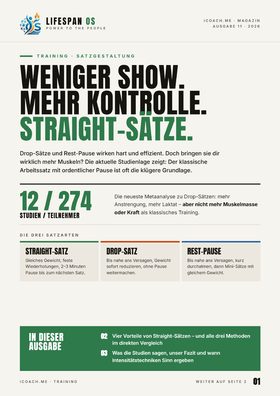 LIFESPAN OS
POWER TO THE PEOPLE
ICOACH.ME · MAGAZIN
AUSGABE 11 · 2026
TRAINING · SATZGESTALTUNG
WENIGER SHOW.
MEHR KONTROLLE.
STRAIGHT-SÄTZE.
Drop-Sätze und Rest-Pause wirken hart und effizient. Doch bringen sie dir
wirklich mehr Muskeln? Die aktuelle Studienlage zeigt: Der klassische
Arbeitssatz mit ordentlicher Pause ist oft die klügere Grundlage.
12 / 274
STUDIEN / TEILNEHMER
Die neueste Metaanalyse zu Drop-Sätzen: mehr
Anstrengung, mehr Laktat – aber nicht mehr Muskelmasse
oder Kraft als klassisches Training.
DIE DREI SATZARTEN
STRAIGHT-SATZ
Gleiches Gewicht, feste
Wiederholungen, 2–3 Minuten
Pause bis zum nächsten Satz.
DROP-SATZ
Bis nahe ans Versagen, Gewicht
sofort reduzieren, ohne Pause
weitermachen.
REST-PAUSE
Bis nahe ans Versagen, kurz
durchatmen, dann Mini-Sätze mit
gleichem Gewicht.
IN DIESER
AUSGABE
02 Vier Vorteile von Straight-Sätzen – und alle drei Methoden
im direkten Vergleich
03 Was die Studien sagen, unser Fazit und wann
Intensitätstechniken Sinn ergeben
ICOACH.ME · TRAINING
WEITER AUF SEITE 2
01